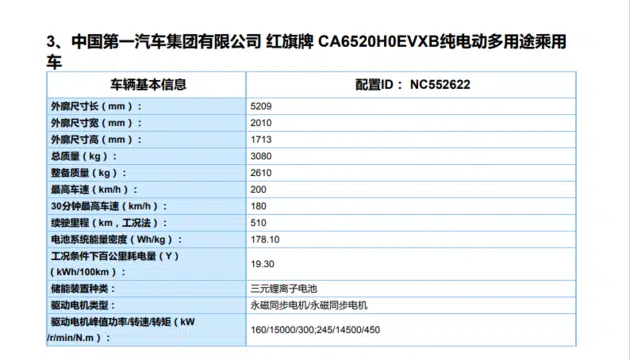 3、中国第一汽车集团有限公司 红旗牌 CA6520H0EVXB纯电动多用途乘用
车
车辆基本信息 配置ID： NC552622
外廓尺寸长（mm）： 5209
外廓尺寸宽（mm）： 2010
外廓尺寸高（mm）： 1713
总质量（kg）： 3080
整备质量（kg）： 2610
最高车速（km/h）： 200
30分钟最高车速（km/h）： 180
续驶里程（km，工况法）： 510
电池系统能量密度（Wh/kg）： 178.10
工况条件下百公里耗电量（Y）
（kWh/100km）： 19.30
储能装置种类： 三元锂离子电池
驱动电机类型： 永磁同步电机/永磁同步电机
驱动电机峰值功率/转速/转矩（kW
/r/min/N.m）： 160/15000/300;245/14500/450